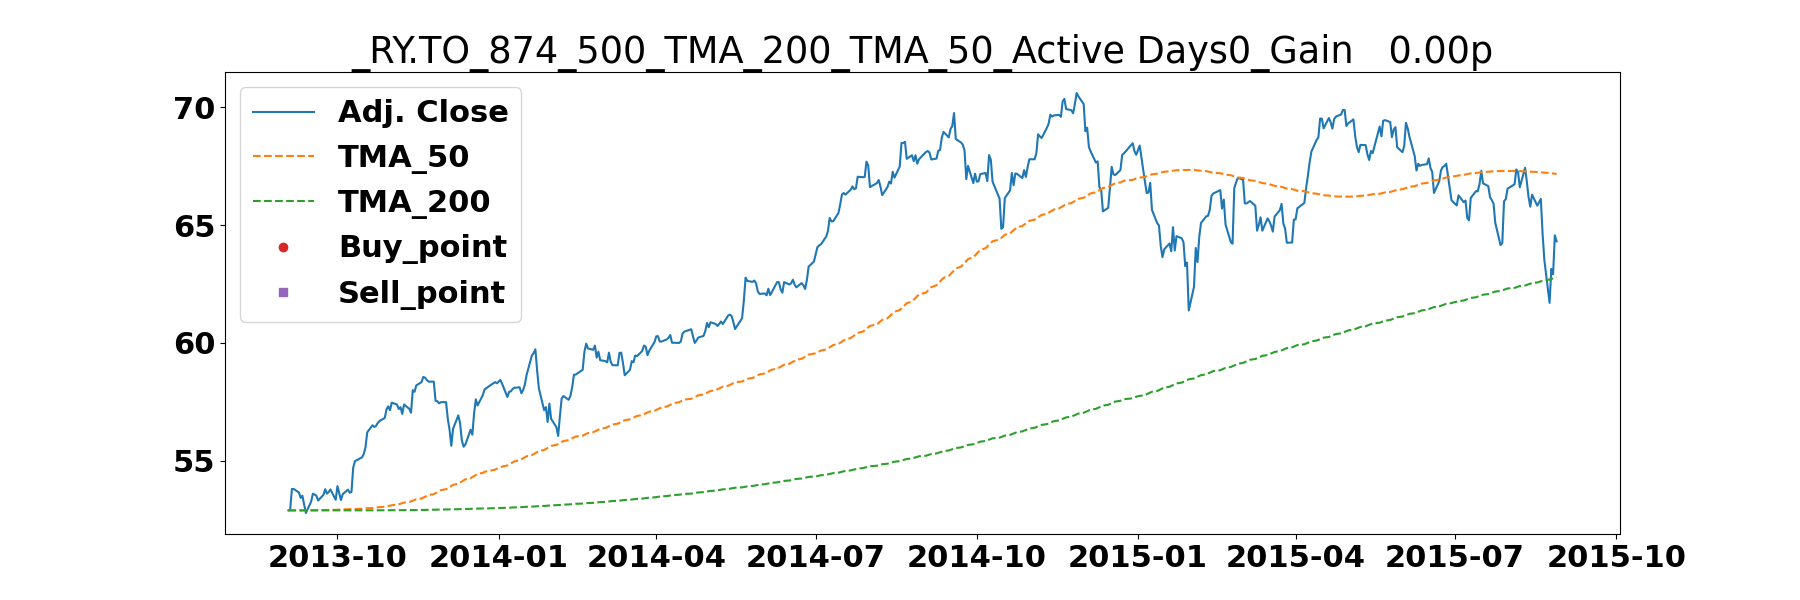 _RY.TO_874_500_TMA_200_TMA_50_Active Days0_Gain   0.00p
Adj. Close
TMA_50
TMA_200
Buy_point
Sell_point
70
65
60
55
2013-10 2014-01 2014-04 2014-07 2014-10 2015-01 2015-04 2015-07 2015-10